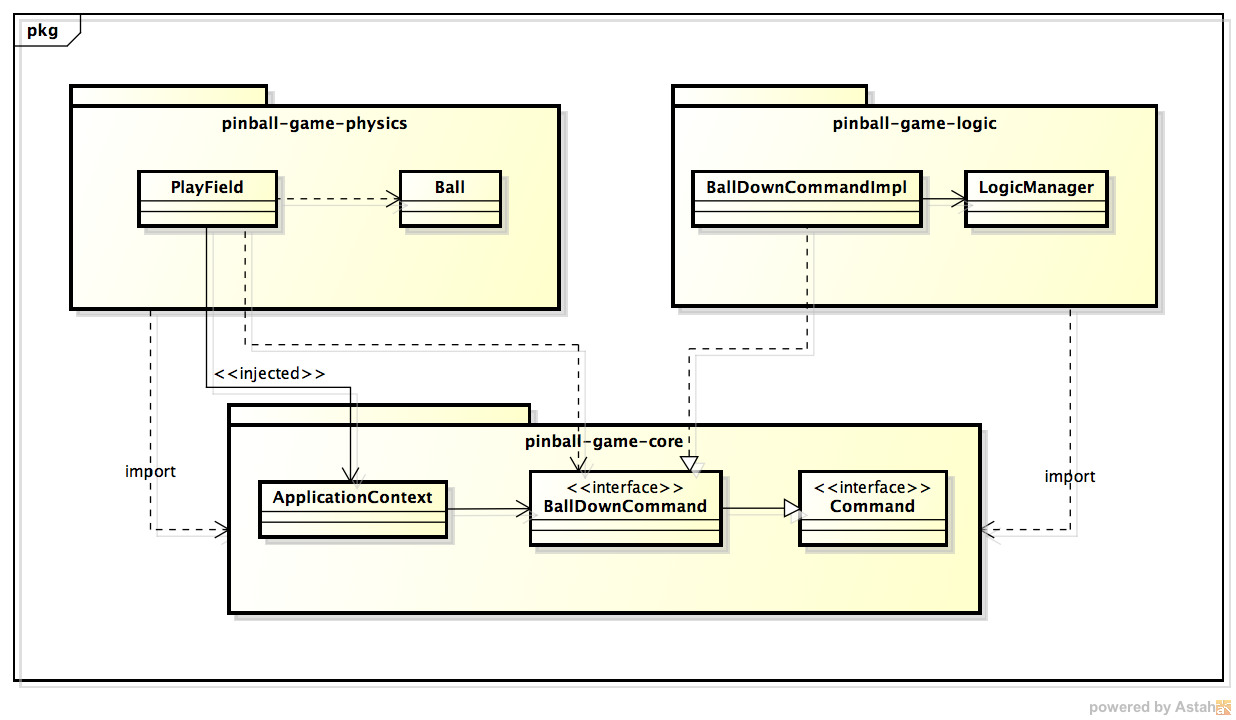 pkg
pinball-game-physics
pinball-game-logic
PlayField
Ball
BallDownCommandImpl
LogicManager
<<injected>>
pinball-game-core
import
import
ApplicationContext
<<interface>>
BallDownCommand
<<interface>>
Command
powered by Astah